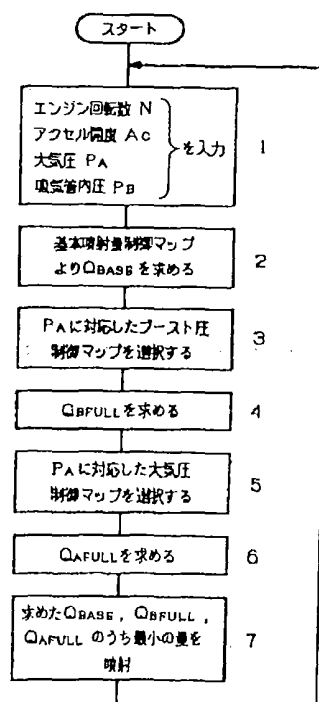 スタート
エンジン回転数 N
アクセル開度 Ac
大気圧 PA
吸気管内圧 PB
を入力
1
基本噴射量制御マップ
よりQBASEを求める
2
PAに対応したブースト圧
制御マップを選択する
3
QBFULLを求める
4
PAに対応した大気圧
制御マップを選択する
5
QAFULLを求める
6
求めたQBASE，QBFULL，
QAFULLのうち最小の量を
噴射
7